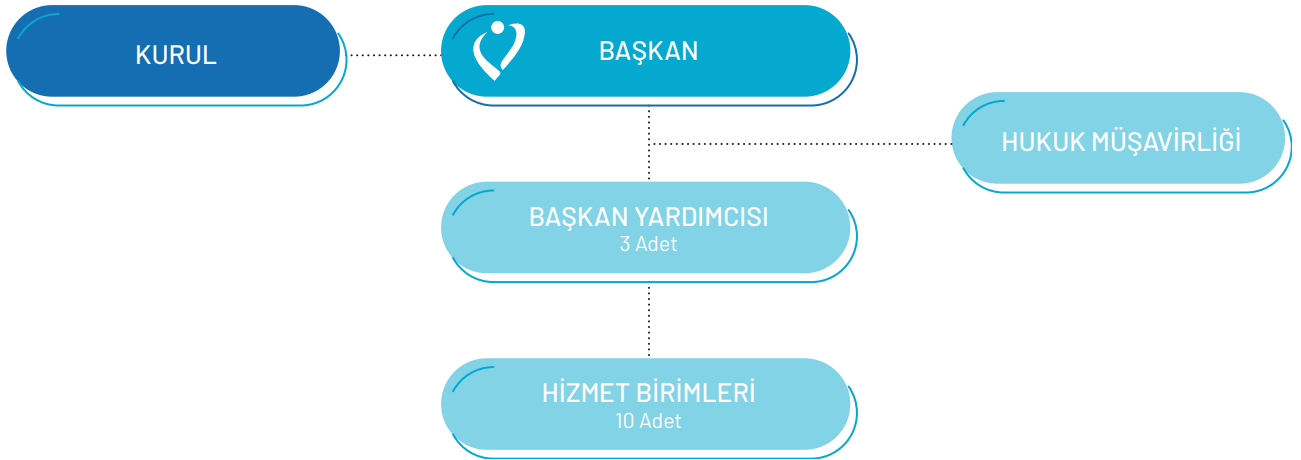 KURUL
BAŞKAN
HUKUK MÜŞAVİRLİĞİ
BAŞKAN YARDIMCISI
3 Adet
HİZMET BİRİMLERİ
10 Adet